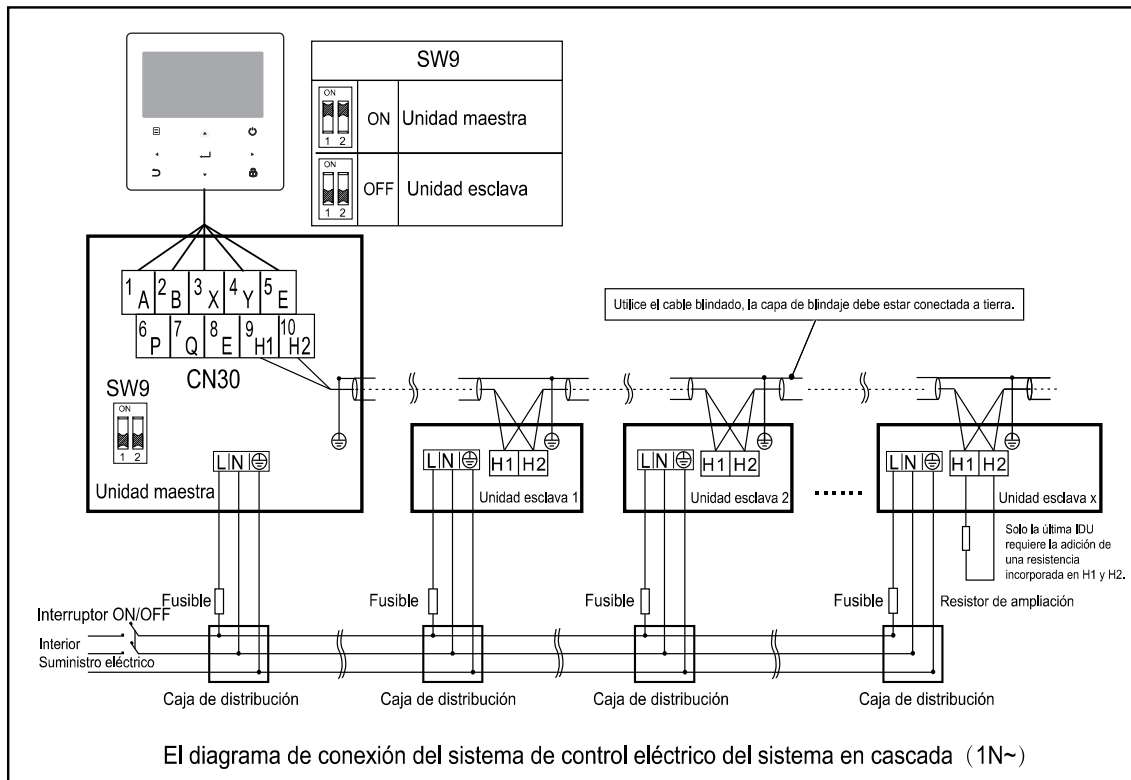 SW9
ON
1 2
ON
Unidad maestra
ON
1 2
OFF
Unidad esclava
1 A
2 B
3 X
4 Y
5 E
6 P
7 Q
8 E
9 H1
10 H2
CN30
SW9
ON
1 2
L N
Unidad maestra
Utilice el cable blindado, la capa de blindaje debe estar conectada a tierra.
L N
H1 H2
Unidad esclava 1
L N
H1 H2
Unidad esclava 2
......
L N
H1 H2
Unidad esclava x
Solo la última IDU
requiere la adición de
una resistencia
incorporada en H1 y H2.
Resistor de ampliación
Fusible
Fusible
Fusible
Fusible
Interruptor ON/OFF
Interior
Suministro eléctrico
Caja de distribución
Caja de distribución
Caja de distribución
Caja de distribución
El diagrama de conexión del sistema de control eléctrico del sistema en cascada (1N~)